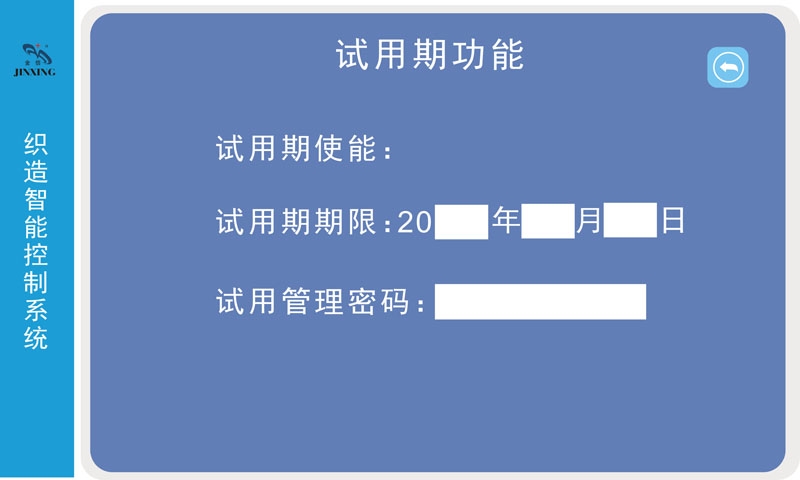 金信
JINXING
织造智能控制系统
试用期功能
试用期使能:
试用期期限:20 年 月 日
试用管理密码: